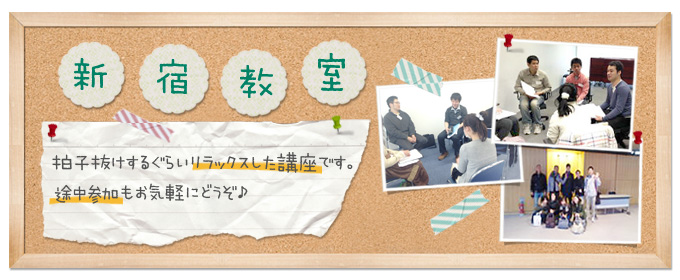 新宿教室
拍子抜けするぐらいリラックスした講座です。
途中参加もお気軽にどうぞ♪